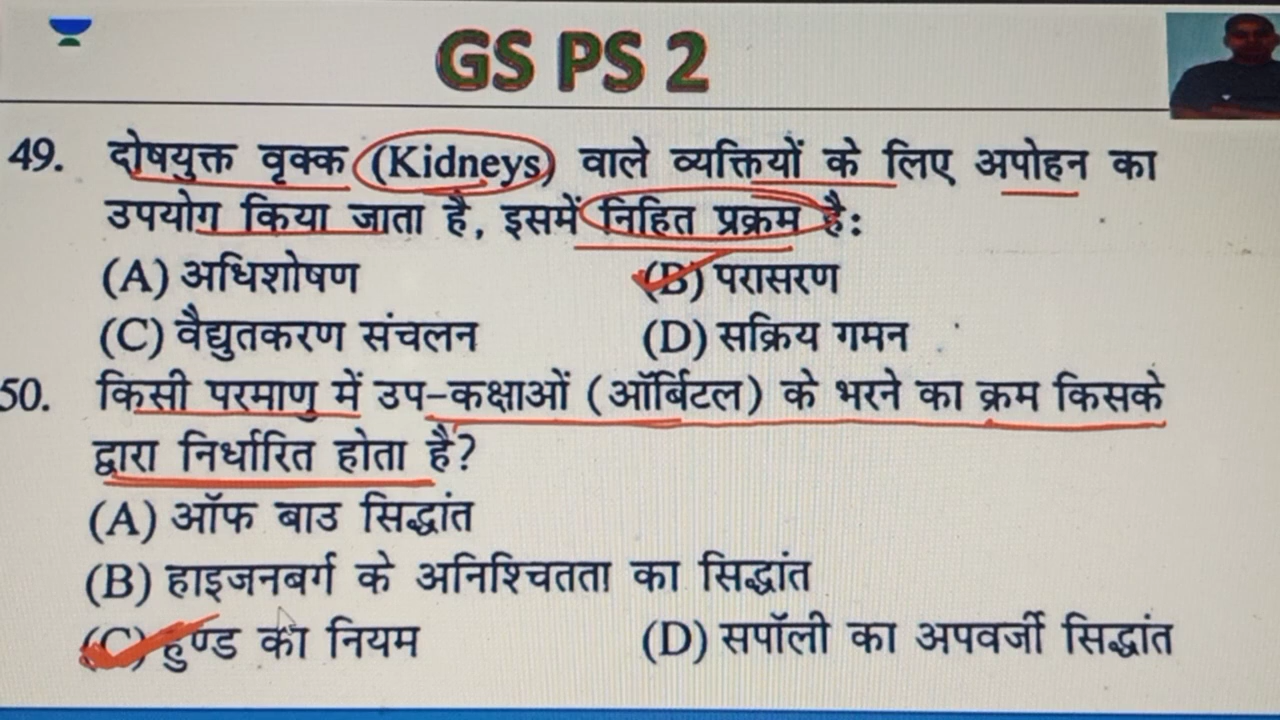 GS PS 2
49. दोषयुक्त वृक्क (Kidneys) वाले व्यक्तियों के लिए अपोहन का
उपयोग किया जाता है, इसमें निहित प्रक्रम है:
(A) अधिशोषण (B) परासरण
(C) वैद्युतकरण संचलन (D) सक्रिय गमन
50. किसी परमाणु में उप-कक्षाओं (ऑर्बिटल) के भरने का क्रम किसके
द्वारा निर्धारित होता है?
(A) ऑफ बाउ सिद्धांत
(B) हाइजनबर्ग के अनिश्चितता का सिद्धांत
(C) हुण्ड का नियम (D) सपॉली का अपवर्जी सिद्धांत